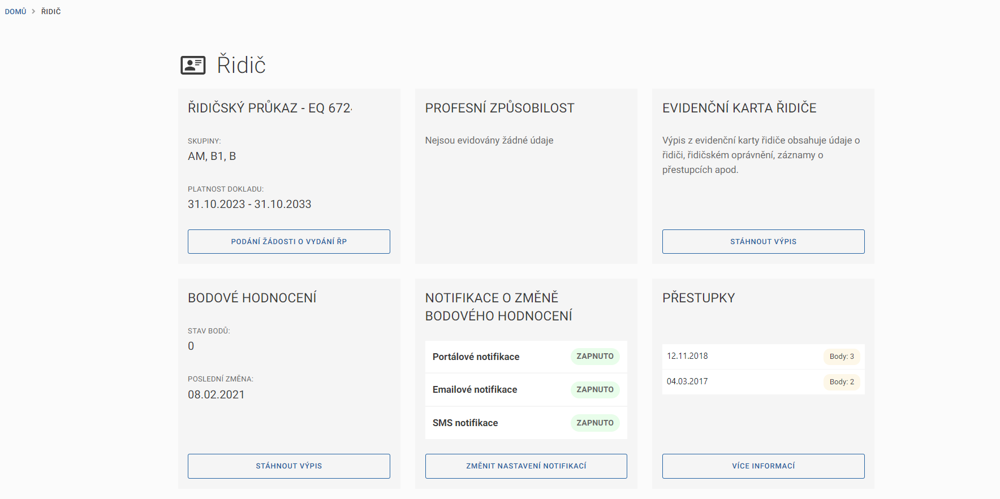 DOMŮ > ŘIDIČ
Řidič
ŘIDIČSKÝ PRŮKAZ - EQ 672
SKUPINY:
AM, B1, B
PLATNOST DOKLADU:
31.10.2023 - 31.10.2033
PODÁNÍ ŽÁDOSTI O VYDÁNÍ ŘP
PROFESNÍ ZPŮSOBILOST
Nejsou evidovány žádné údaje
EVIDENČNÍ KARTA ŘIDIČE
Výpis z evidenční karty řidiče obsahuje údaje o
řidiči, řidičském oprávnění, záznamy o
přestupcích apod.
STÁHNOUT VÝPIS
BODOVÉ HODNOCENÍ
STAV BODŮ:
0
POSLEDNÍ ZMĚNA:
08.02.2021
STÁHNOUT VÝPIS
NOTIFIKACE O ZMĚNĚ
BODOVÉHO HODNOCENÍ
Portálové notifikace ZAPNUTO
Emailové notifikace ZAPNUTO
SMS notifikace ZAPNUTO
ZMĚNIT NASTAVENÍ NOTIFIKACÍ
PŘESTUPKY
12.11.2018 Body: 3
04.03.2017 Body: 2
VÍCE INFORMACÍ